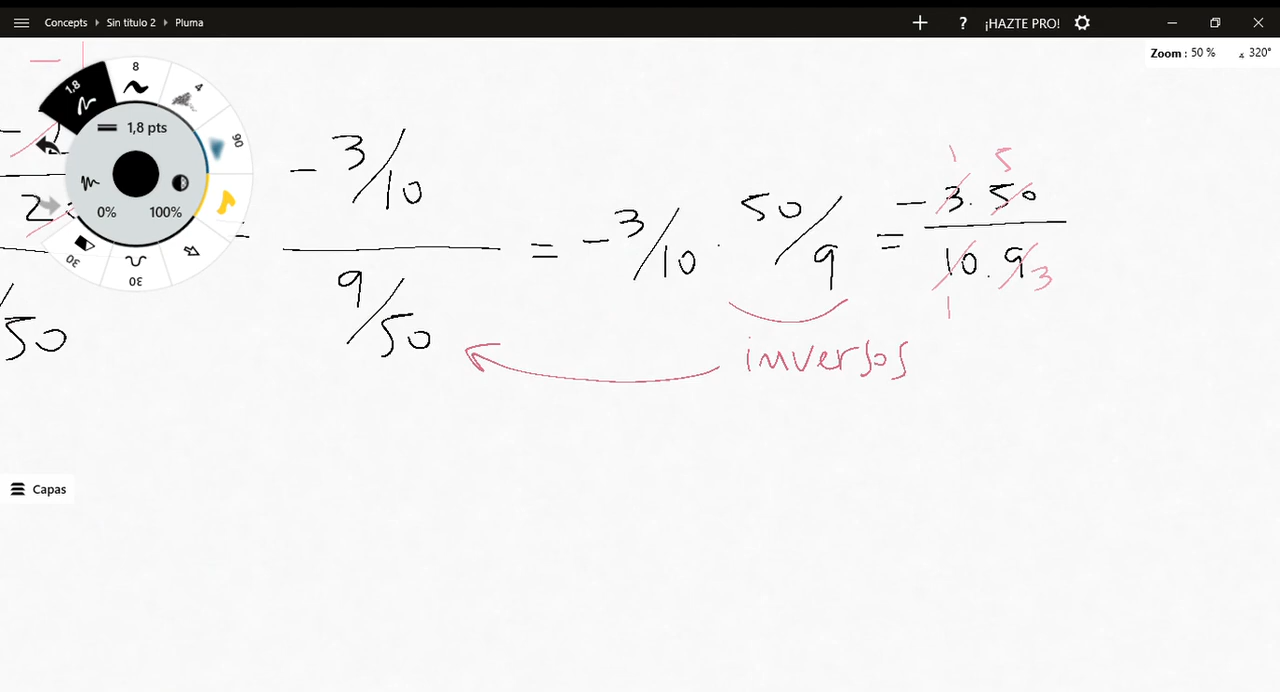 Concepts ▸ Sin título 2 ▸ Pluma
+ ? ¡HAZTE PRO!
Zoom : 50 % 320°
8
1.8
4
1,8 pts
90
0% 100%
30
30
2
/50
- 3/10
9/50
= - 3/10 · 50/9 = - 3 . 50
10 . 9
1 5
1 3
inversos
Capas